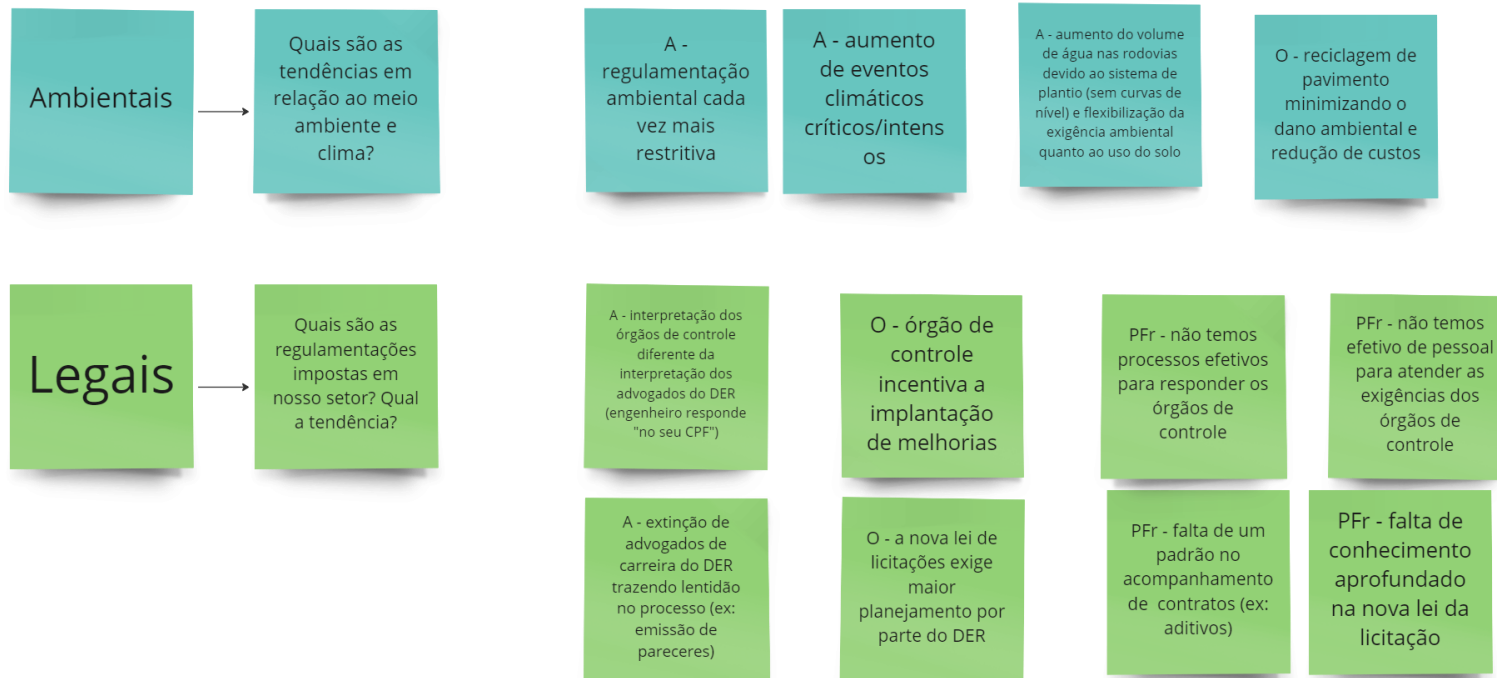 Ambientais
Quais são as
tendências em
relação ao meio
ambiente e
clima?
A -
regulamentação
ambiental cada
vez mais
restritiva
A - aumento
de eventos
climáticos
críticos/intens
os
A - aumento do volume
de água nas rodovias
devido ao sistema de
plantio (sem curvas de
nível) e flexibilização da
exigência ambiental
quanto ao uso do solo
O - reciclagem de
pavimento
minimizando o
dano ambiental e
redução de custos
Legais
Quais são as
regulamentações
impostas em
nosso setor? Qual
a tendência?
A - interpretação dos
órgãos de controle
diferente da
interpretação dos
advogados do DER
(engenheiro responde
"no seu CPF")
O - órgão de
controle
incentiva a
implantação
de melhorias
PFr - não temos
processos efetivos
para responder os
órgãos de
controle
PFr - não temos
efetivo de pessoal
para atender as
exigências dos
órgãos de
controle
A - extinção de
advogados de
carreira do DER
trazendo lentidão
no processo (ex:
emissão de
pareceres)
O - a nova lei de
licitações exige
maior
planejamento por
parte do DER
PFr - falta de um
padrão no
acompanhamento
de contratos (ex:
aditivos)
PFr - falta de
conhecimento
aprofundado
na nova lei da
licitação